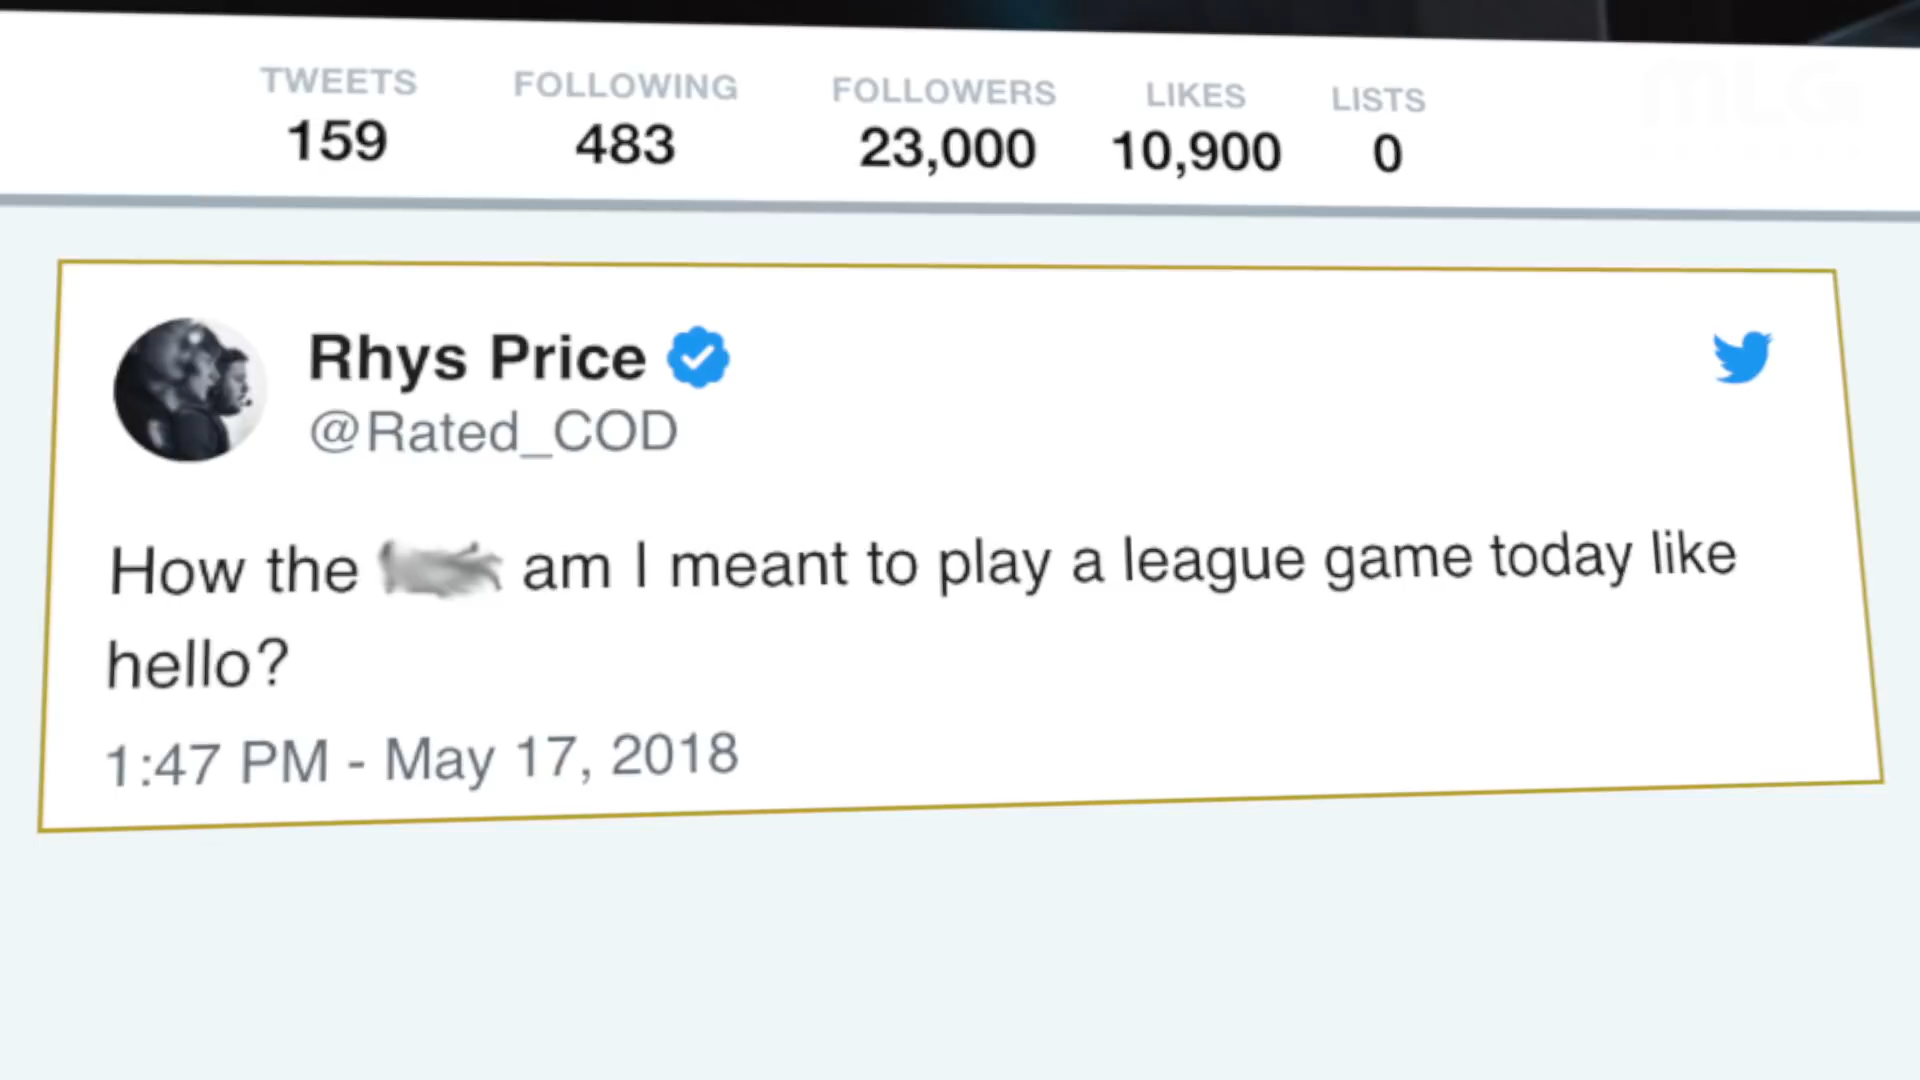 TWEETS FOLLOWING FOLLOWERS LIKES LISTS
159 483 23,000 10,900 0
MLG
Rhys Price
@Rated_COD
How the am I meant to play a league game today like
hello?
1:47 PM - May 17, 2018